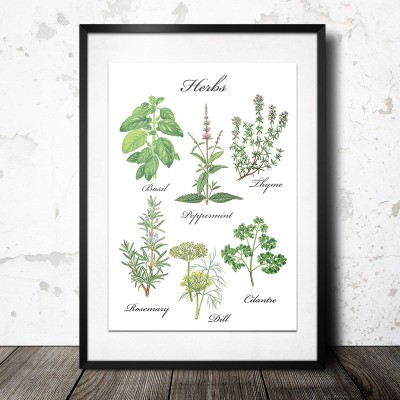 Herbs
Basil
Peppermint
Thyme
Rosemary
Dill
Cilantre